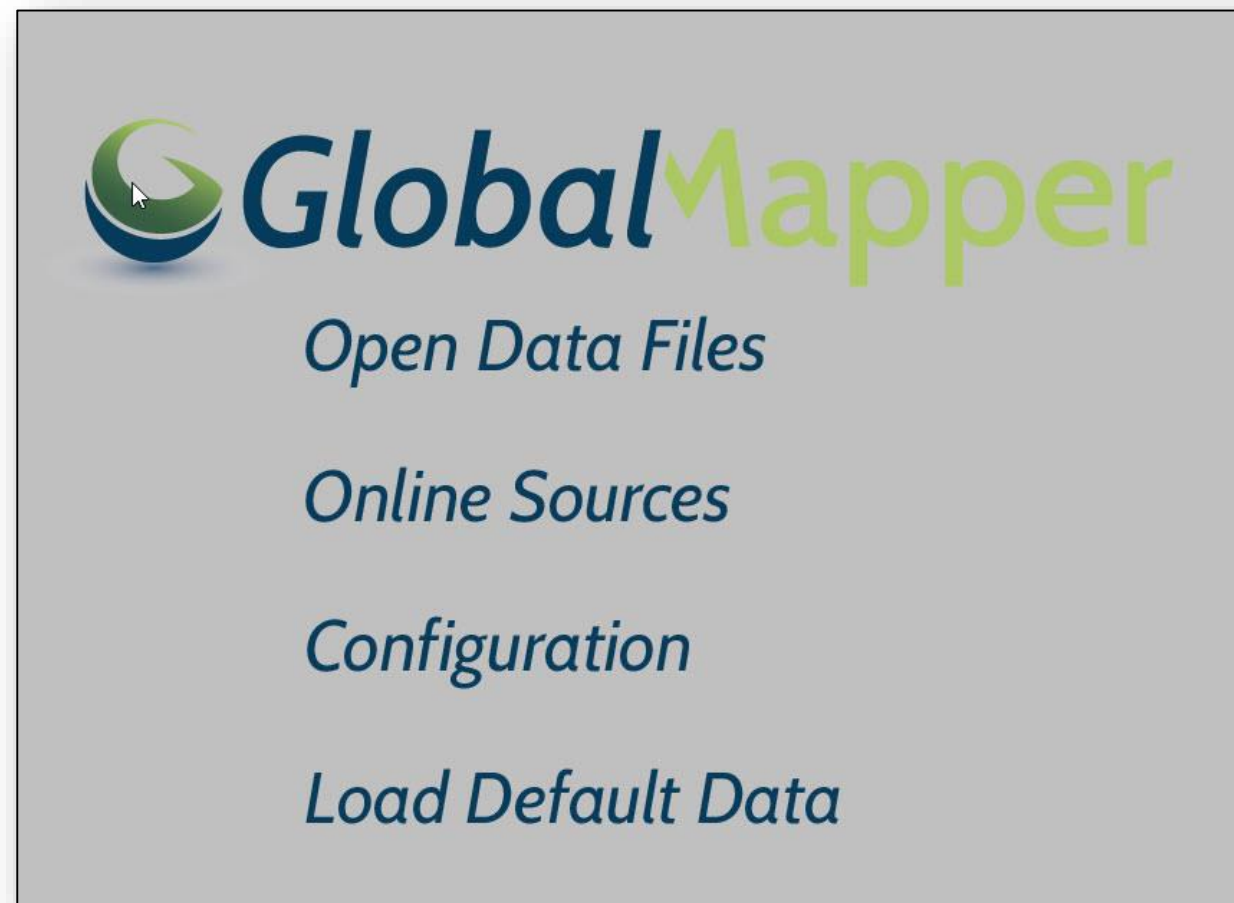 GlobalMapper
Open Data Files
Online Sources
Configuration
Load Default Data